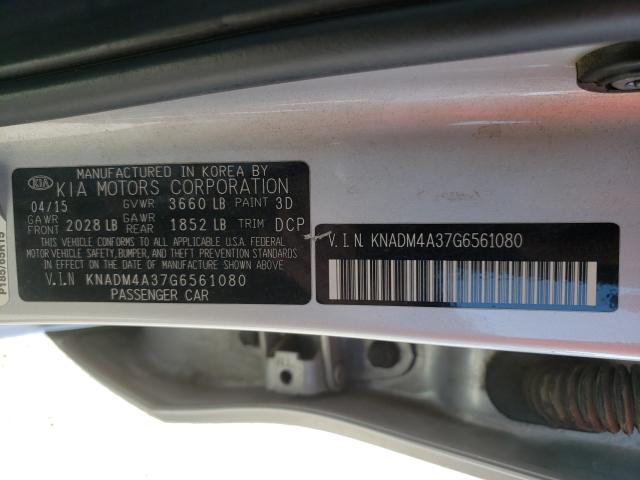 MANUFACTURED IN KOREA BY
KIA KIA MOTORS CORPORATION
04/15 GVWR 3660 LB PAINT 3D
GAWR FRONT 2028 LB GAWR REAR 1852 LB TRIM DCP
THIS VEHICLE CONFORMS TO ALL APPLICABLE U.S.A. FEDERAL
MOTOR VEHICLE SAFETY, BUMPER, AND THEFT PREVENTION STANDARDS
IN EFFECT ON THE DATE OF MANUFACTURE SHOWN ABOVE.
V.I.N KNADM4A37G6561080
PASSENGER CAR
V.I.N. KNADM4A37G6561080
P185/65R15